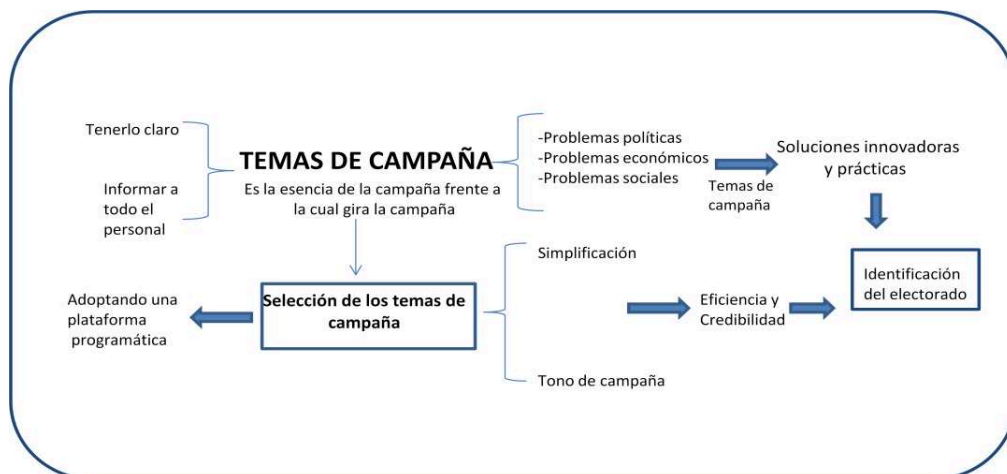 Tenerlo claro
Informar a
todo el
personal
TEMAS DE CAMPAÑA
Es la esencia de la campaña frente a
la cual gira la campaña
-Problemas políticas
-Problemas económicos
-Problemas sociales
Temas de
campaña
Soluciones innovadoras
y prácticas
Identificación
del electorado
Adoptando una
plataforma
programática
Selección de los temas de
campaña
Simplificación
Tono de campaña
Eficiencia y
Credibilidad